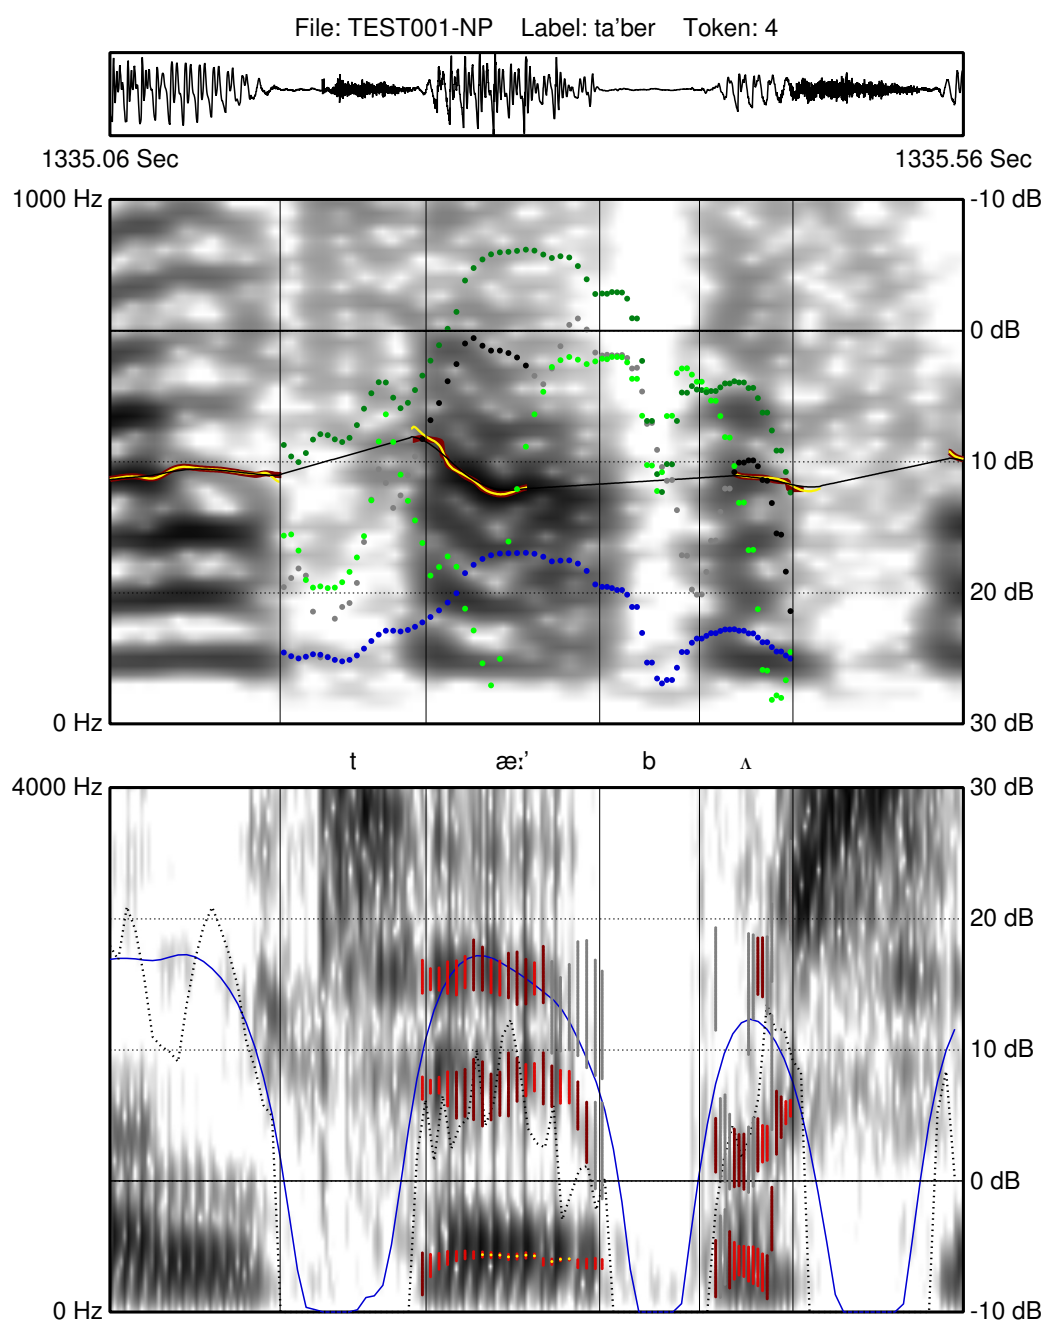 File: TEST001-NP Label: ta'ber Token: 4
1335.06 Sec 1335.56 Sec
1000 Hz -10 dB
0 dB
10 dB
20 dB
0 Hz 30 dB
t æː' b ʌ
4000 Hz 30 dB
20 dB
10 dB
0 dB
0 Hz -10 dB